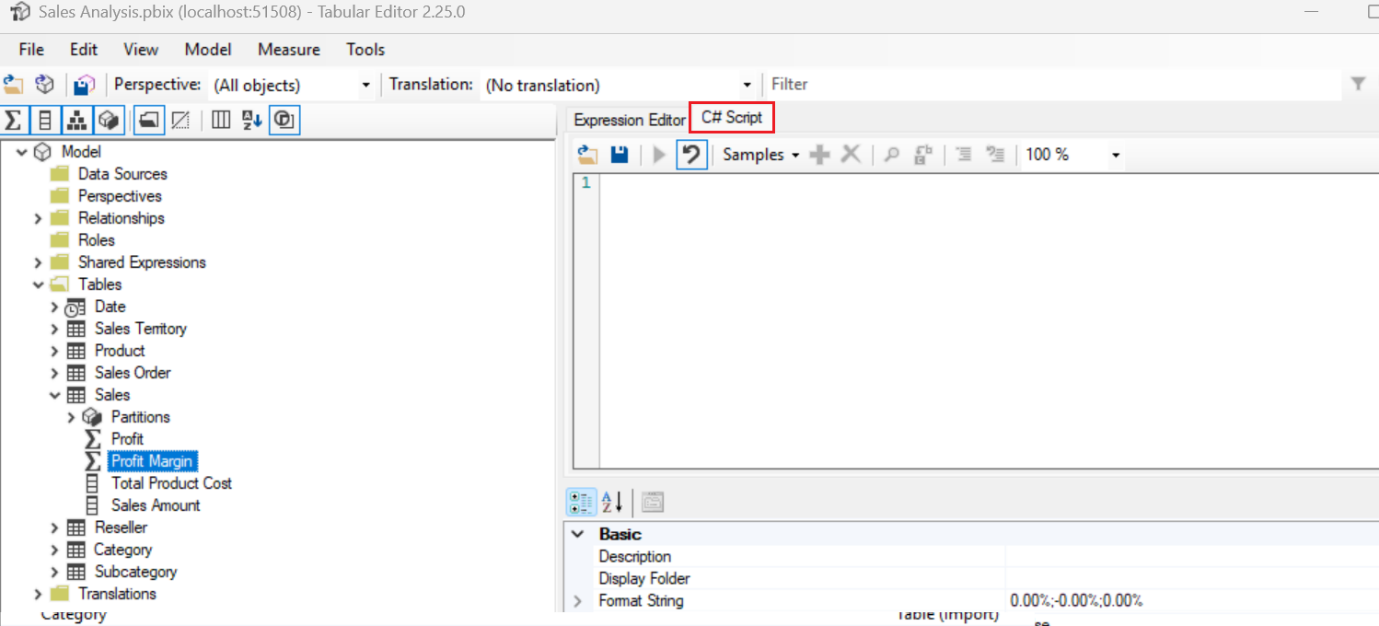 Sales Analysis.pbix (localhost:51508) - Tabular Editor 2.25.0
File Edit View Model Measure Tools
Perspective: (All objects) Translation: (No translation) Filter
Expression Editor C# Script
Samples 100 %
1
Model
Data Sources
Perspectives
Relationships
Roles
Shared Expressions
Tables
Date
Sales Territory
Product
Sales Order
Sales
Partitions
Profit
Profit Margin
Total Product Cost
Sales Amount
Reseller
Category
Subcategory
Translations
Basic
Description
Display Folder
Format String 0.00%;-0.00%;0.00%
Category Table (Import)